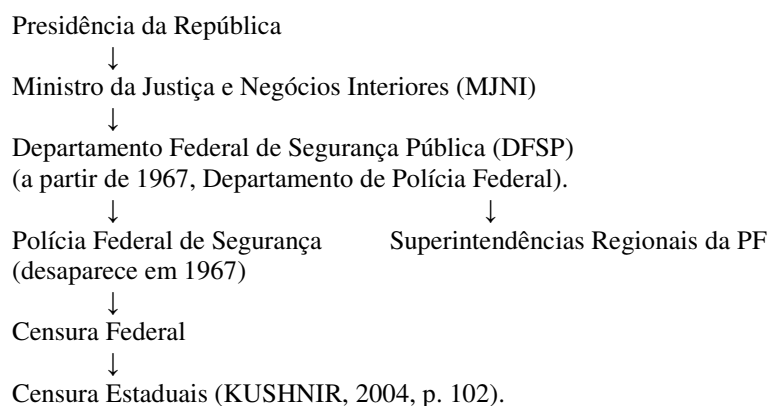 Presidência da República
↓
Ministro da Justiça e Negócios Interiores (MJNI)
↓
Departamento Federal de Segurança Pública (DFSP)
(a partir de 1967, Departamento de Polícia Federal).
↓ ↓
Polícia Federal de Segurança Superintendências Regionais da PF
(desaparece em 1967)
↓
Censura Federal
↓
Censura Estaduais (KUSHNIR, 2004, p. 102).